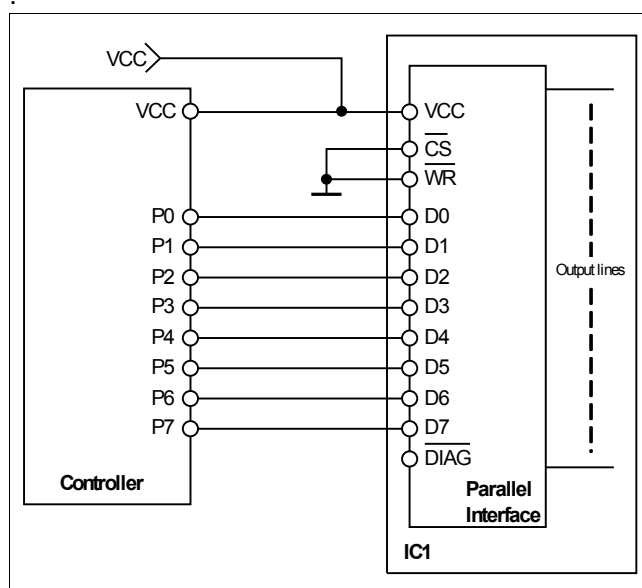 .
VCC
VCC
P0
P1
P2
P3
P4
P5
P6
P7
Controller
VCC
CS
WR
D0
D1
D2
D3
D4
D5
D6
D7
DIAG
Parallel
Interface
Output lines
IC1